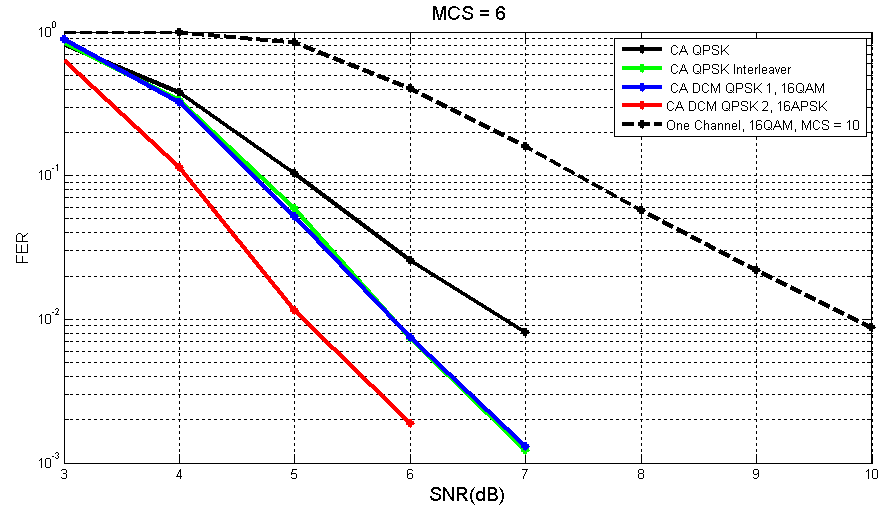 MCS = 6
10^0
10^-1
10^-2
10^-3
FER
CA QPSK
CA QPSK Interleaver
CA DCM QPSK 1, 16QAM
CA DCM QPSK 2, 16APSK
One Channel, 16QAM, MCS = 10
3 4 5 6 7 8 9 10
SNR(dB)